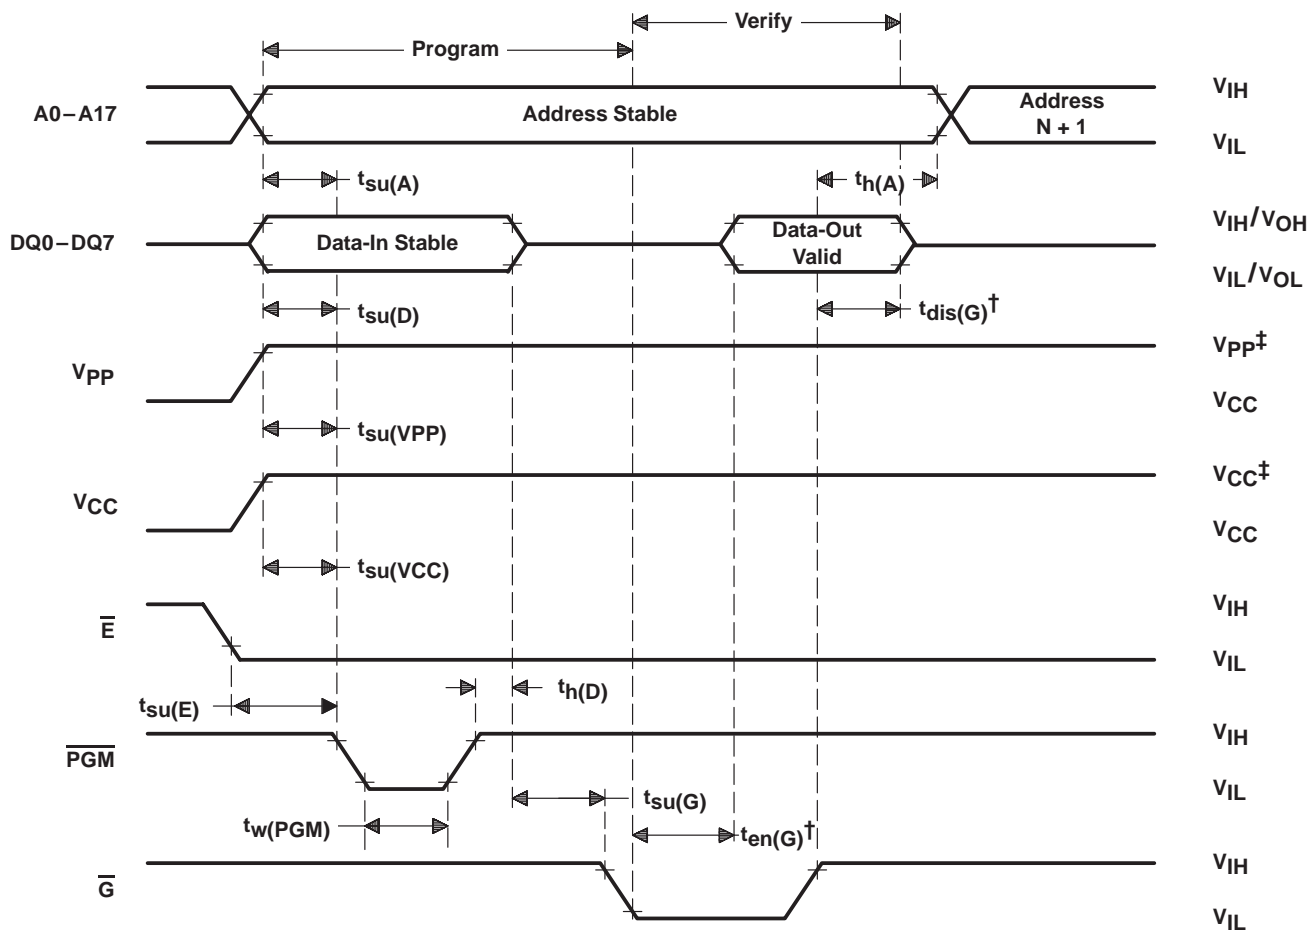 Verify
Program
A0–A17
Address Stable
Address
N + 1
VIH
VIL
tsu(A)
th(A)
DQ0–DQ7
Data-In Stable
Data-Out
Valid
VIH/VOH
VIL/VOL
tsu(D)
tdis(G)†
VPP
VPP‡
VCC
tsu(VPP)
VCC
VCC‡
VCC
tsu(VCC)
E̅
VIH
VIL
tsu(E)
th(D)
P̅G̅M̅
VIH
VIL
tw(PGM)
tsu(G)
ten(G)†
G̅
VIH
VIL